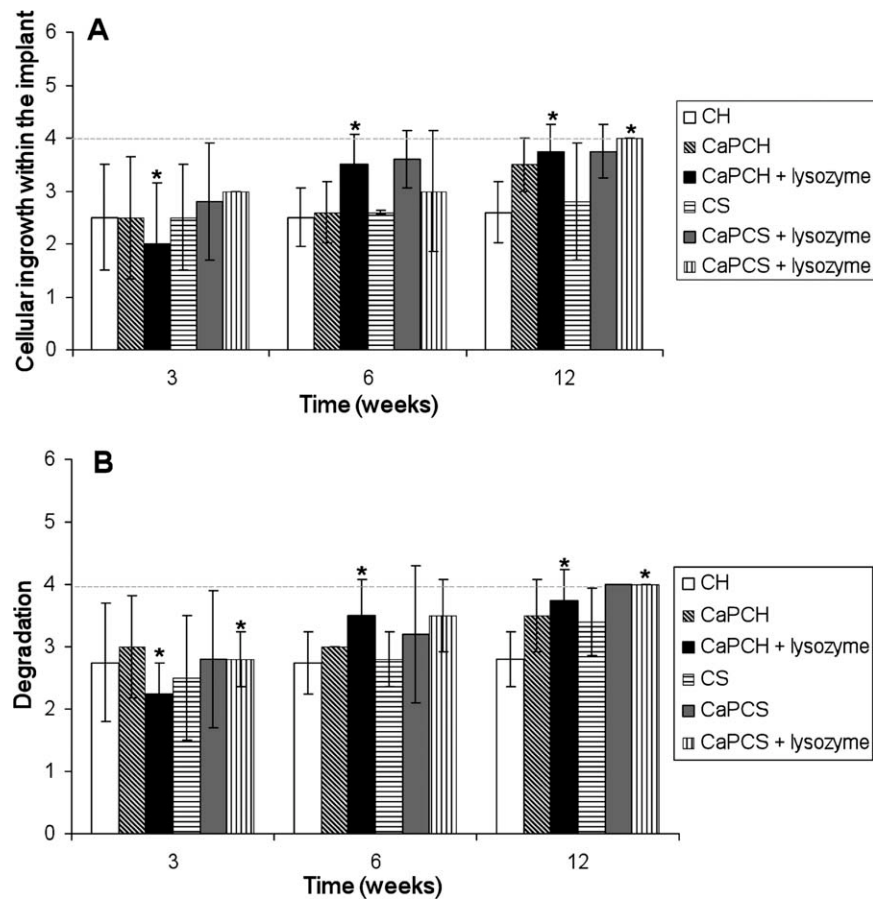 A
Cellular ingrowth within the implant
6
5
4
3
2
1
0
* * * *
3 6 12
Time (weeks)
CH
CaPCH
CaPCH + lysozyme
CS
CaPCS + lysozyme
CaPCS + lysozyme
B
Degradation
6
5
4
3
2
1
0
* * * * *
3 6 12
Time (weeks)
CH
CaPCH
CaPCH + lysozyme
CS
CaPCS
CaPCS + lysozyme